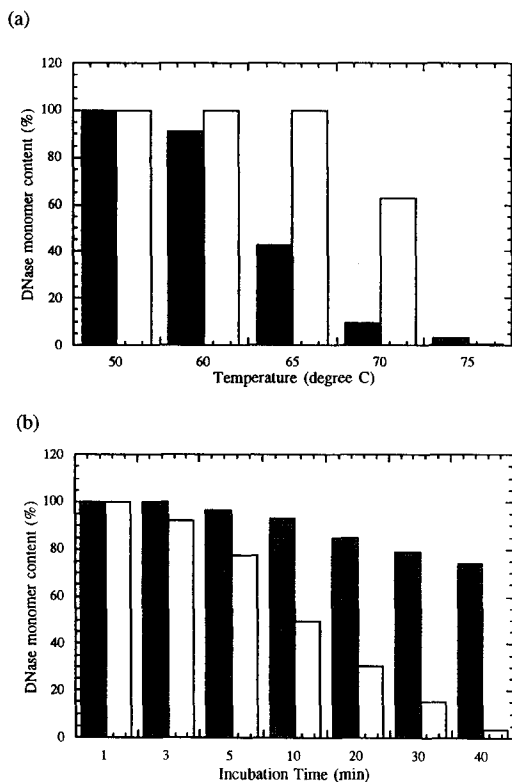 (a)
DNase monomer content (%)
120
100
80
60
40
20
0
50 60 65 70 75
Temperature (degree C)
(b)
DNase monomer content (%)
120
100
80
60
40
20
0
1 3 5 10 20 30 40
Incubation Time (min)